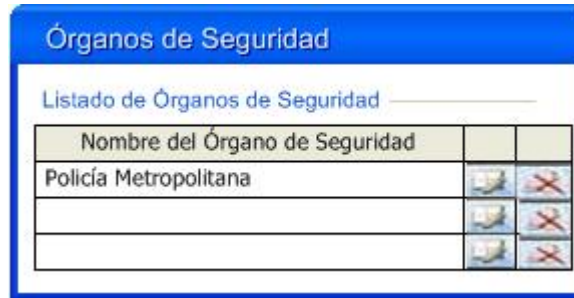 Órganos de Seguridad
Listado de Órganos de Seguridad
Nombre del Órgano de Seguridad
Policía Metropolitana